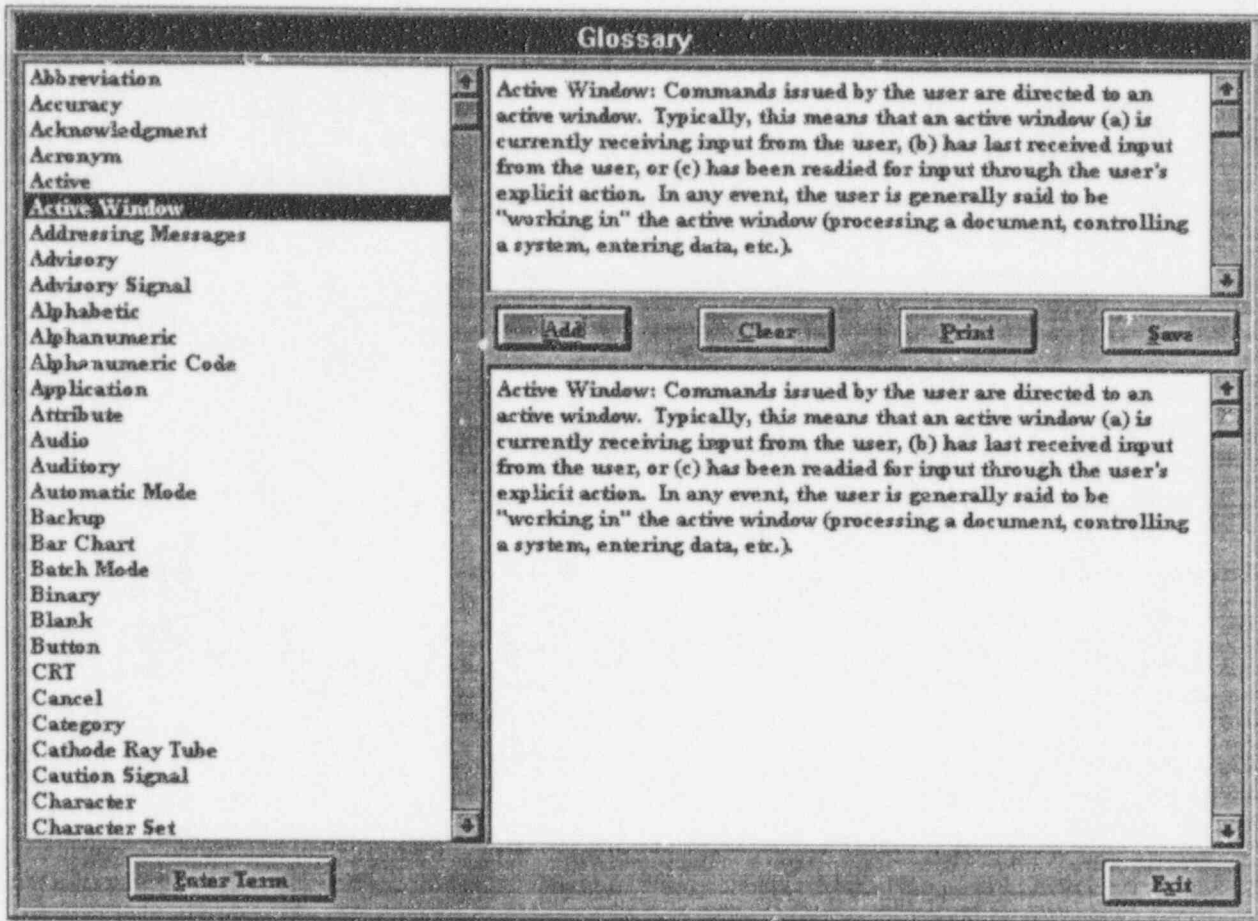 Glossary
Abbreviation
Accuracy
Acknowledgment
Acronym
Active
Active Window
Addressing Messages
Advisory
Advisory Signal
Alphabetic
Alphanumeric
Alphanumeric Code
Application
Attribute
Audio
Auditory
Automatic Mode
Backup
Bar Chart
Batch Mode
Binary
Blank
Button
CRT
Cancel
Category
Cathode Ray Tube
Caution Signal
Character
Character Set
Enter Term
Active Window: Commands issued by the user are directed to an
active window. Typically, this means that an active window (a) is
currently receiving input from the user, (b) has last received input
from the user, or (c) has been readied for input through the user's
explicit action. In any event, the user is generally said to be
"working in" the active window (processing a document, controlling
a system, entering data, etc.).
Add Clear Print Save
Active Window: Commands issued by the user are directed to an
active window. Typically, this means that an active window (a) is
currently receiving input from the user, (b) has last received input
from the user, or (c) has been readied for input through the user's
explicit action. In any event, the user is generally said to be
"working in" the active window (processing a document, controlling
a system, entering data, etc.).
Exit